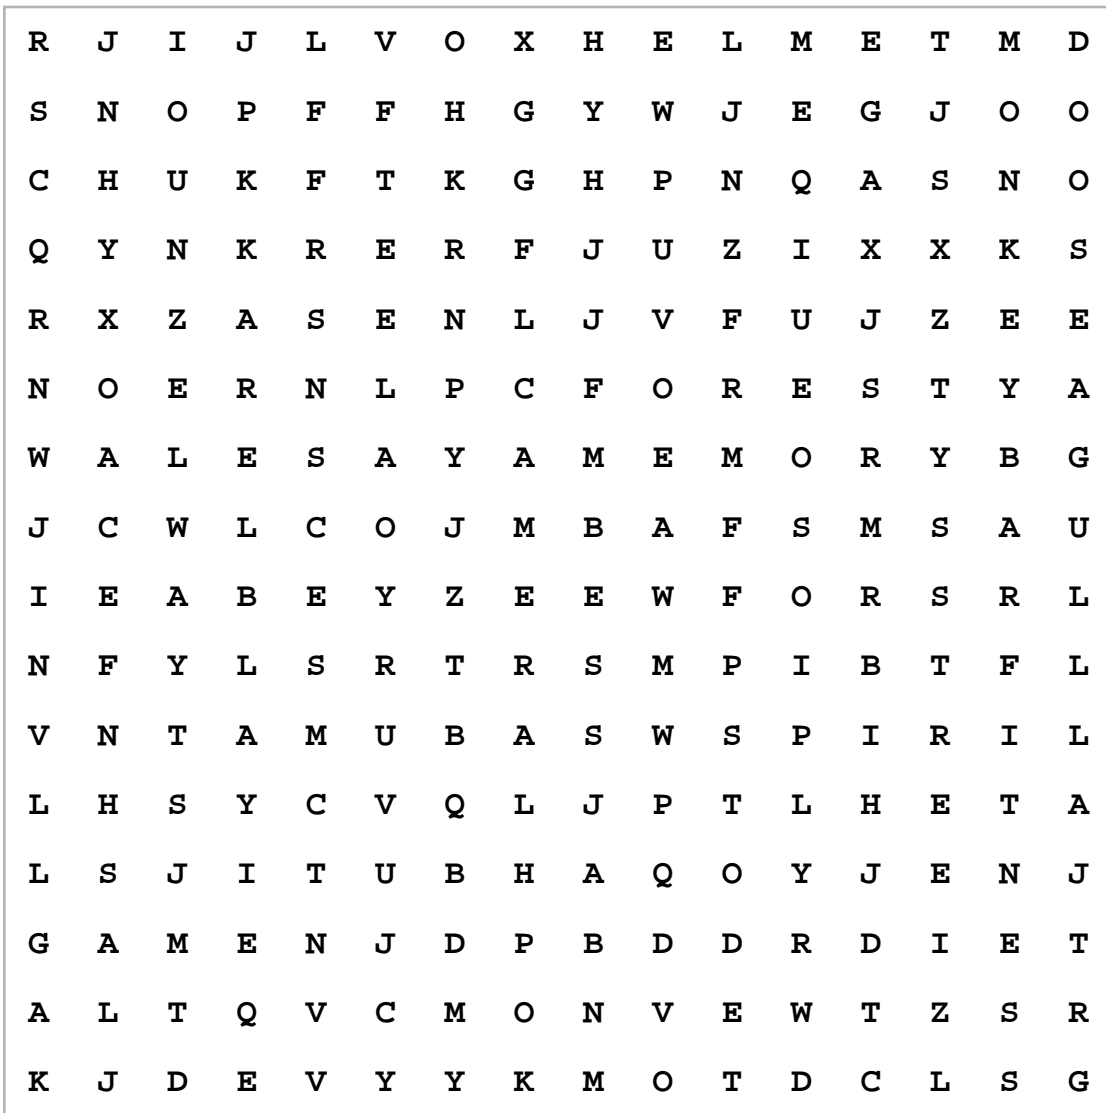 R J I J L V O X H E L M E T M D
S N O P F F H G Y W J E G J O O
C H U K F T K G H P N Q A S N O
Q Y N K R E R F J U Z I X X K S
R X Z A S E N L J V F U J Z E E
N O E R N L P C F O R E S T Y A
W A L E S A Y A M E M O R Y B G
J C W L C O J M B A F S M S A U
I E A B E Y Z E E W F O R S R L
N F Y L S R T R S M P I B T F L
V N T A M U B A S W S P I R I L
L H S Y C V Q L J P T L H E T A
L S J I T U B H A Q O Y J E N J
G A M E N J D P B D D R D I E T
A L T Q V C M O N V E W T Z S R
K J D E V Y Y K M O T D C L S G